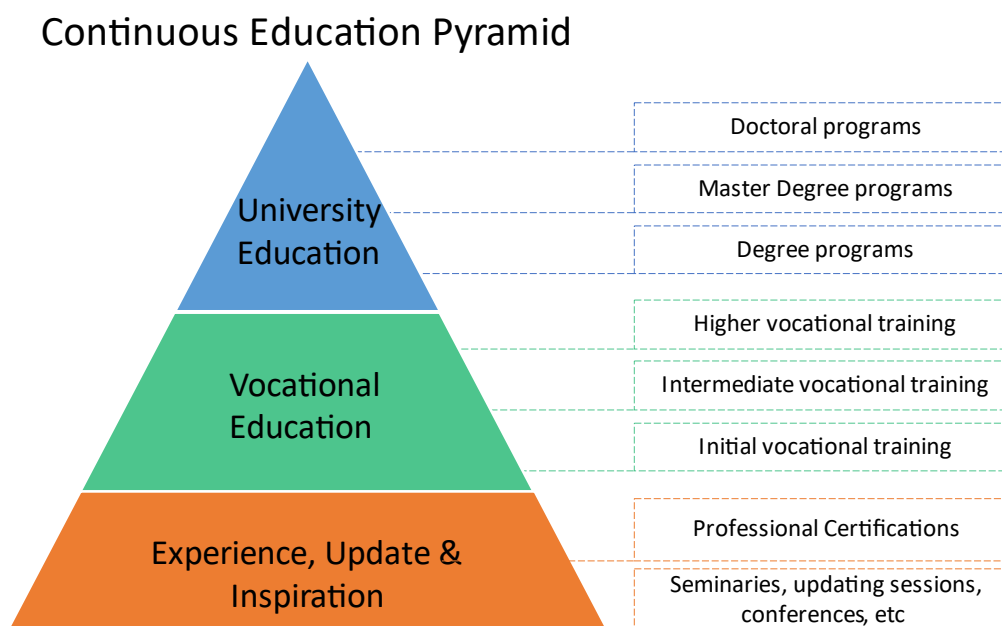 Continuous Education Pyramid
Doctoral programs
Master Degree programs
University
Education
Degree programs
Higher vocational training
Vocational
Education
Intermediate vocational training
Initial vocational training
Experience, Update &
Inspiration
Professional Certifications
Seminaries, updating sessions,
conferences, etc